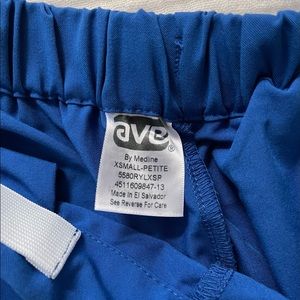 ave®
By Medline
XSMALL-PETITE
5580RYLXSP
4511609847-13
Made In El Salvador
See Reverse For Care